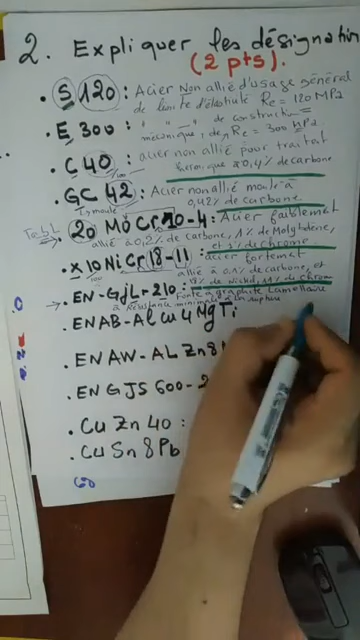 2. Expliquer les désignation
(2 pts).
. S 120 : Acier Non allié d'usage général
de limite d'élasticité Re = 120 MPa
. E 300 : " " " de construction
mécanique, de Re = 300 MPa
. C 40 : acier non allié pour trait
à 0,4% de carbone
/100
. GC 42 : Acier non allié moulé à
0,42% de carbone
moulé
. 20 Mo Cr 10-4 : Acier faiblement
allié à 0,2% de carbone, 1% de Molybdène,
et 1% de chrome
. X 10 Ni Cr 18-11 : acier fortement
allié à 0.1% de carbone, et
18% de Nickel, 11% de chrome
/100
. EN-GJL-210 : Fonte à graphite Lamellaire
à Résistance minimale à la rupture
. EN AB-Al Cu 4 Mg Ti
. EN AW-AL Zn 8
. EN GJS 600-2
. Cu Zn 40 :
. Cu Sn 8 Pb